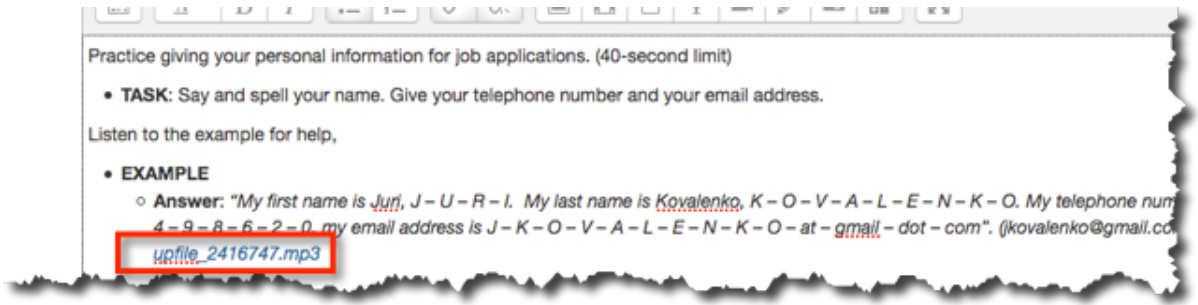 Practice giving your personal information for job applications. (40-second limit)
• TASK: Say and spell your name. Give your telephone number and your email address.
Listen to the example for help,
• EXAMPLE
○ Answer: "My first name is Juri, J – U – R – I. My last name is Kovalenko, K – O – V – A – L – E – N – K – O. My telephone num
4 – 9 – 8 – 6 – 2 – 0, my email address is J – K – O – V – A – L – E – N – K – O – at – gmail – dot – com". (jkovalenko@gmail.co
upfile_2416747.mp3